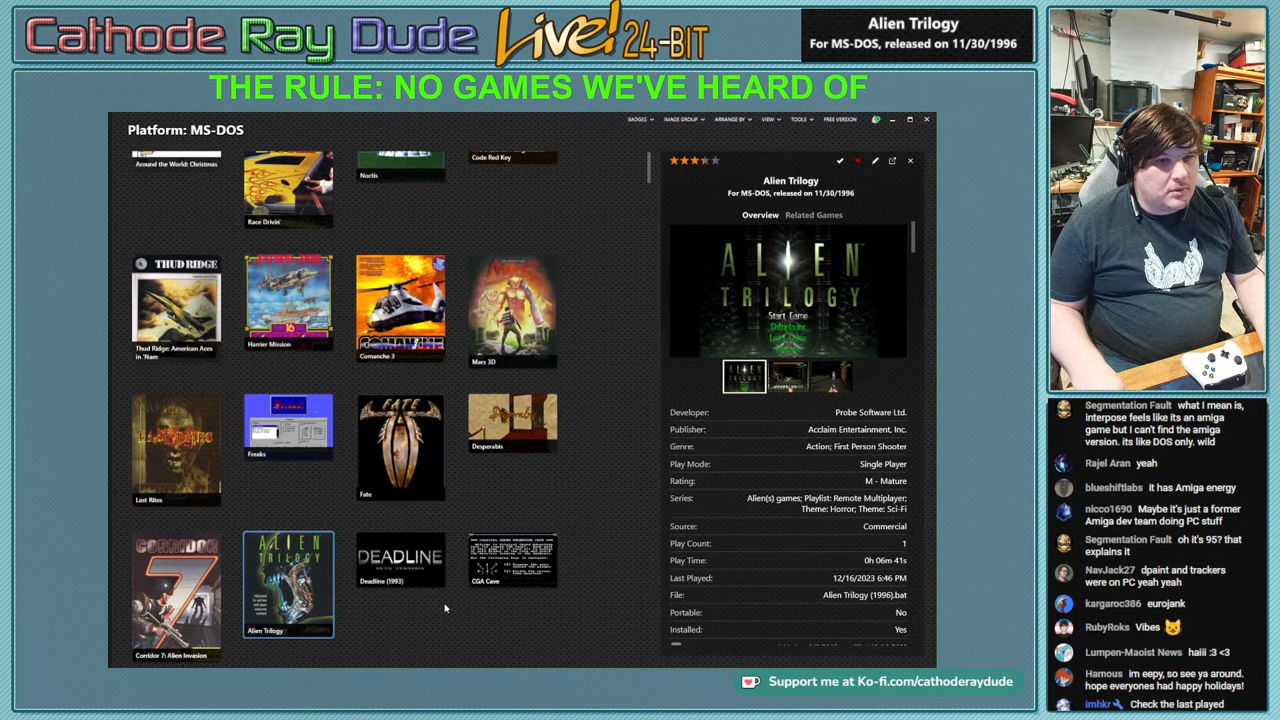 Cathode Ray Dude Live! 24-BIT
Alien Trilogy
For MS-DOS, released on 11/30/1996
THE RULE: NO GAMES WE'VE HEARD OF
Platform: MS-DOS
BADGES
IMAGE GROUP
ARRANGE BY
VIEW
TOOLS
FREE VERSION
Around the World: Christmas
Race Drivin'
Noctis
Code Red Key
THUD RIDGE
Thud Ridge: American Aces
in 'Nam
16
Harrier Mission
Comanche 3
Mars 3D
Last Rites
Freaks
FATE
Fate
Desperabis
CORRIDOR
7
Corridor 7: Alien Invasion
ALIEN
TRILOGY
Alien Trilogy
DEADLINE
Deadline (1993)
CGA Cave
Alien Trilogy
For MS-DOS, released on 11/30/1996
Overview
Related Games
ALIEN
TRILOGY
Start Game
Developer: Probe Software Ltd.
Publisher: Acclaim Entertainment, Inc.
Genre: Action; First Person Shooter
Play Mode: Single Player
Rating: M - Mature
Series: Alien(s) games; Playlist: Remote Multiplayer;
Theme: Horror; Theme: Sci-Fi
Source: Commercial
Play Count: 1
Play Time: 0h 06m 41s
Last Played: 12/16/2023 6:46 PM
File: Alien Trilogy (1996).bat
Portable: No
Installed: Yes
Support me at Ko-fi.com/cathoderaydude
Segmentation Fault what I mean is,
interpose feels like its an amiga
game but I can't find the amiga
version. its like DOS only. wild
Rajel Aran yeah
blueshiftlabs it has Amiga energy
nicco1690 Maybe it's just a former
Amiga dev team doing PC stuff
Segmentation Fault oh it's 95? that
explains it
NavJack27 dpaint and trackers
were on PC yeah yeah
kargaroc386 eurojank
RubyRoks Vibes
Lumpen-Maoist News haiii :3 <3
Hamous im eepy, so see ya around.
hope everyones had happy holidays!
imhkr Check the last played